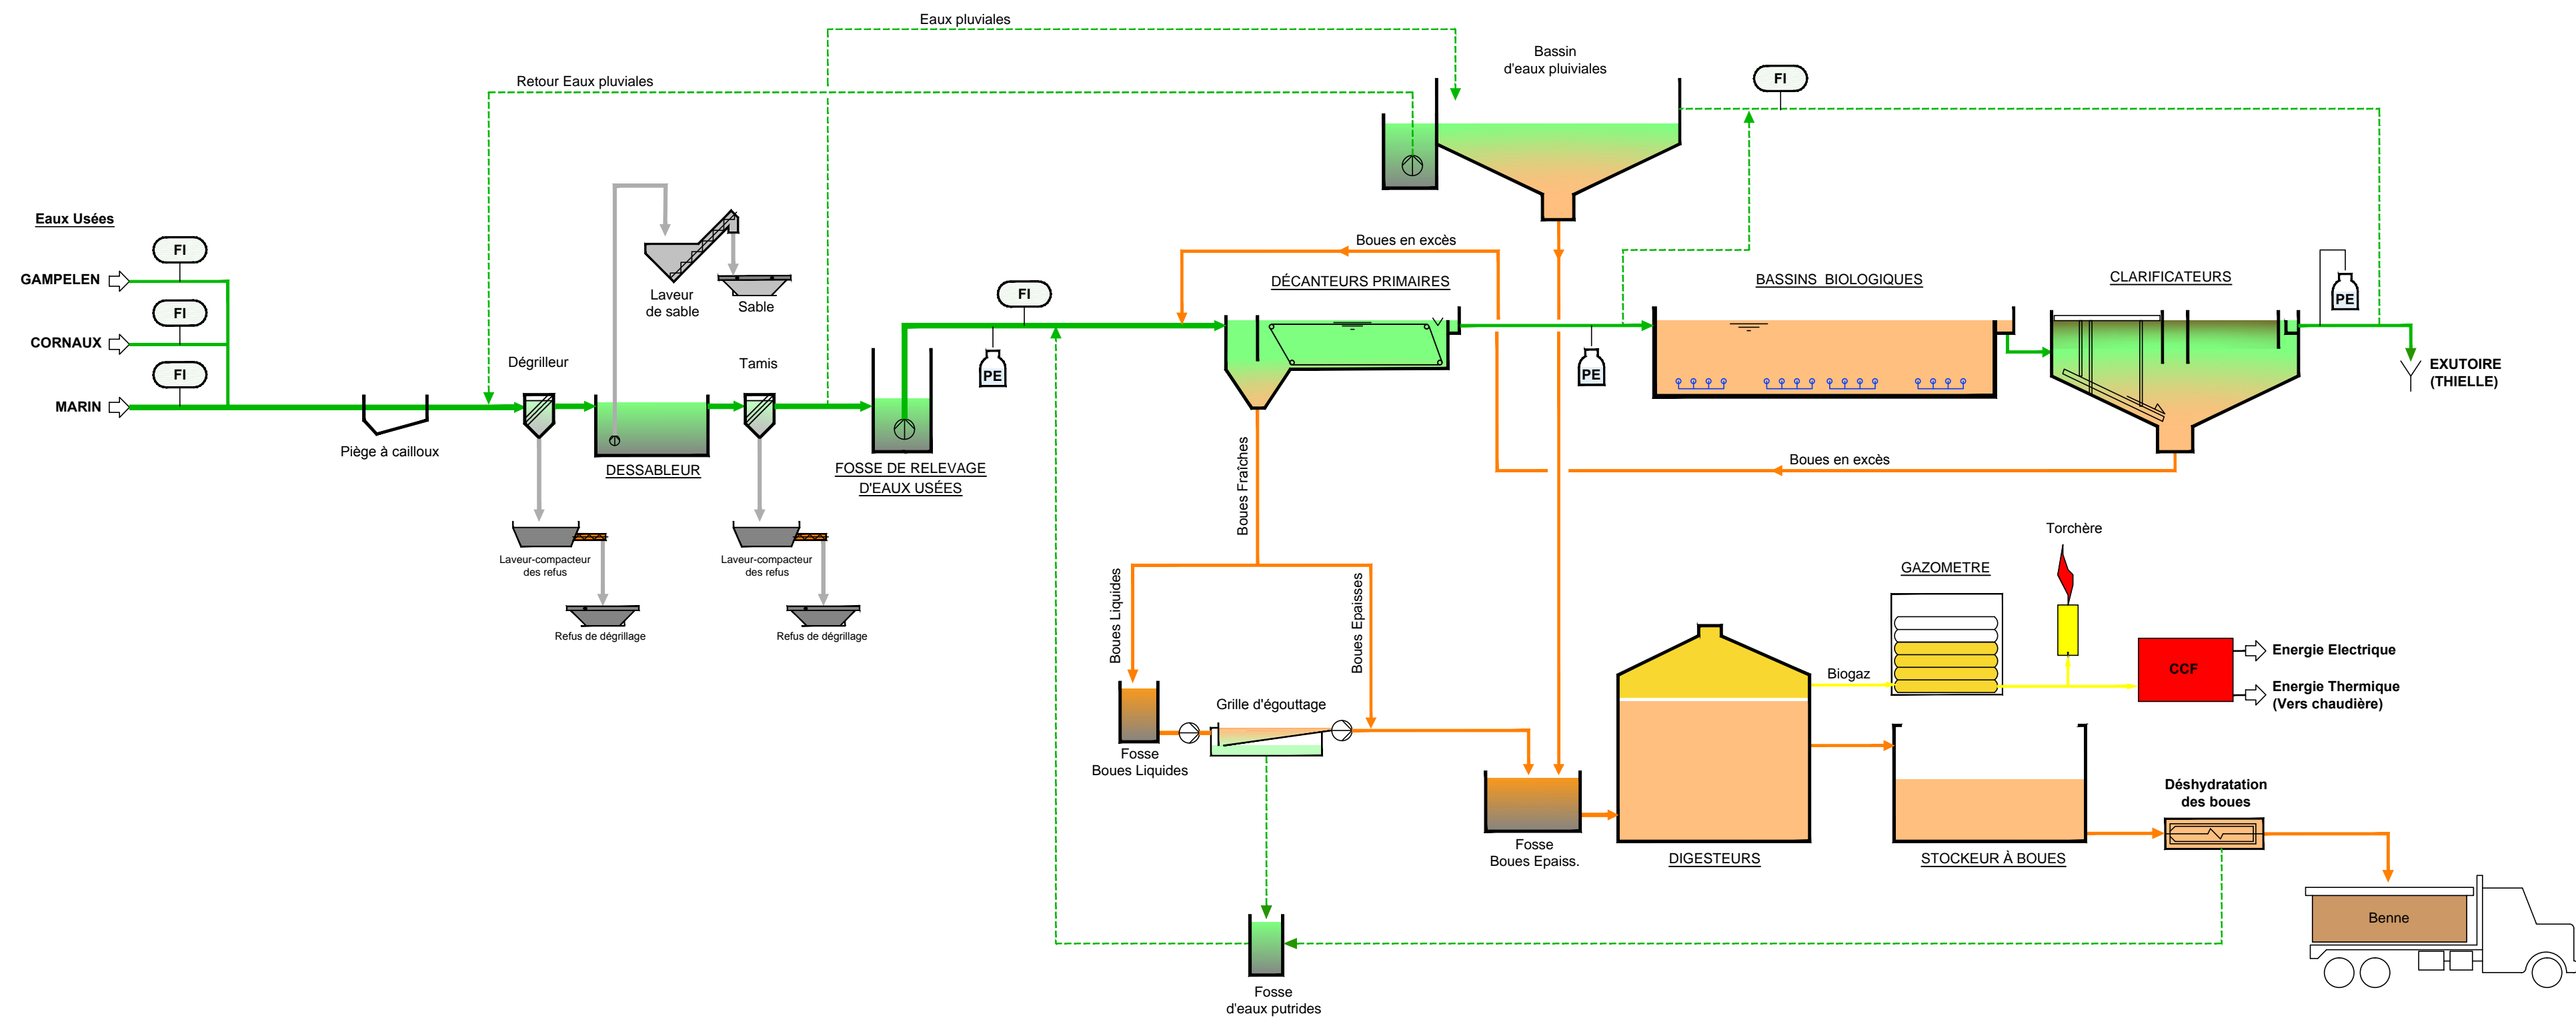 Eaux pluviales
Retour Eaux pluviales
Bassin
d'eaux pluiviales
FI
Eaux Usées
FI
GAMPELEN
FI
CORNAUX
FI
MARIN
Piège à cailloux
Dégrilleur
Laveur
de sable
Sable
DESSABLEUR
Tamis
FOSSE DE RELEVAGE
D'EAUX USÉES
Laveur-compacteur
des refus
Refus de dégrillage
Laveur-compacteur
des refus
Refus de dégrillage
FI
PE
Boues en excès
DÉCANTEURS PRIMAIRES
PE
BASSINS BIOLOGIQUES
CLARIFICATEURS
PE
EXUTOIRE
(THIELLE)
Boues en excès
Boues Fraîches
Boues Liquides
Boues Epaisses
Fosse
Boues Liquides
Grille d'égouttage
Fosse
Boues Epaiss.
DIGESTEURS
Biogaz
GAZOMETRE
Torchère
CCF
Energie Electrique
Energie Thermique
(Vers chaudière)
STOCKEUR À BOUES
Déshydratation
des boues
Benne
Fosse
d'eaux putrides